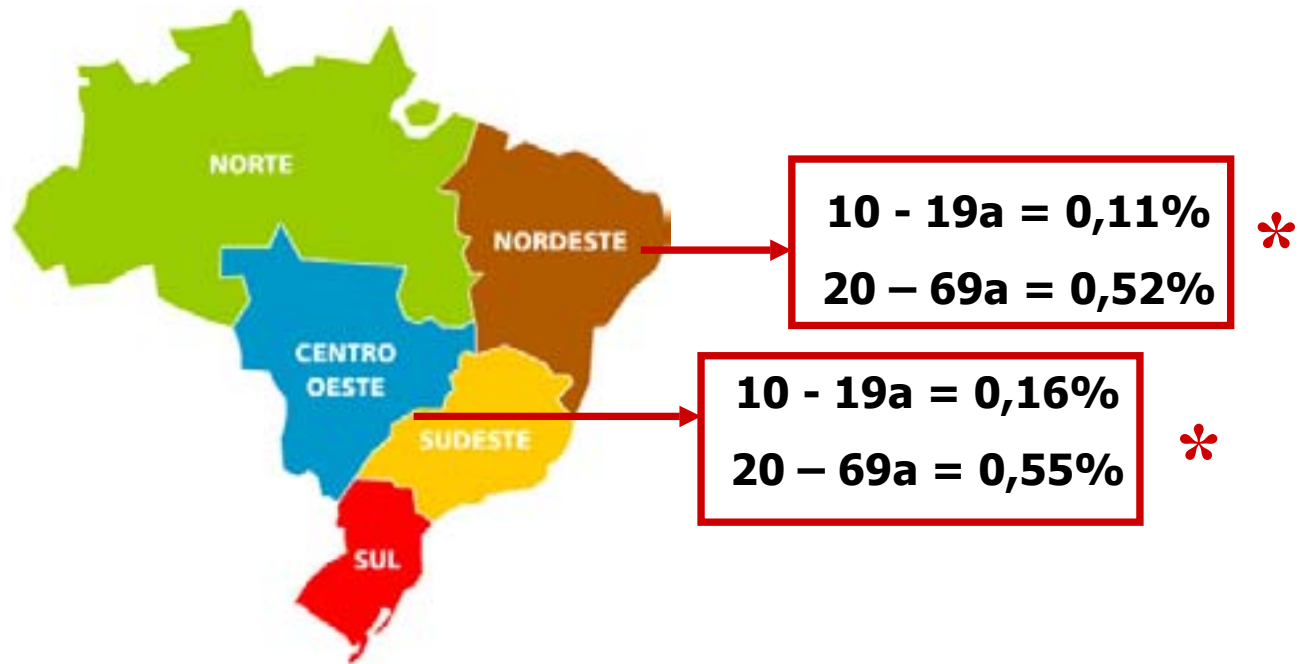 NORTE
NORDESTE
10 - 19a = 0,11%
*
20 – 69a = 0,52%
CENTRO
OESTE
10 - 19a = 0,16%
SUDESTE
20 – 69a = 0,55%
*
SUL